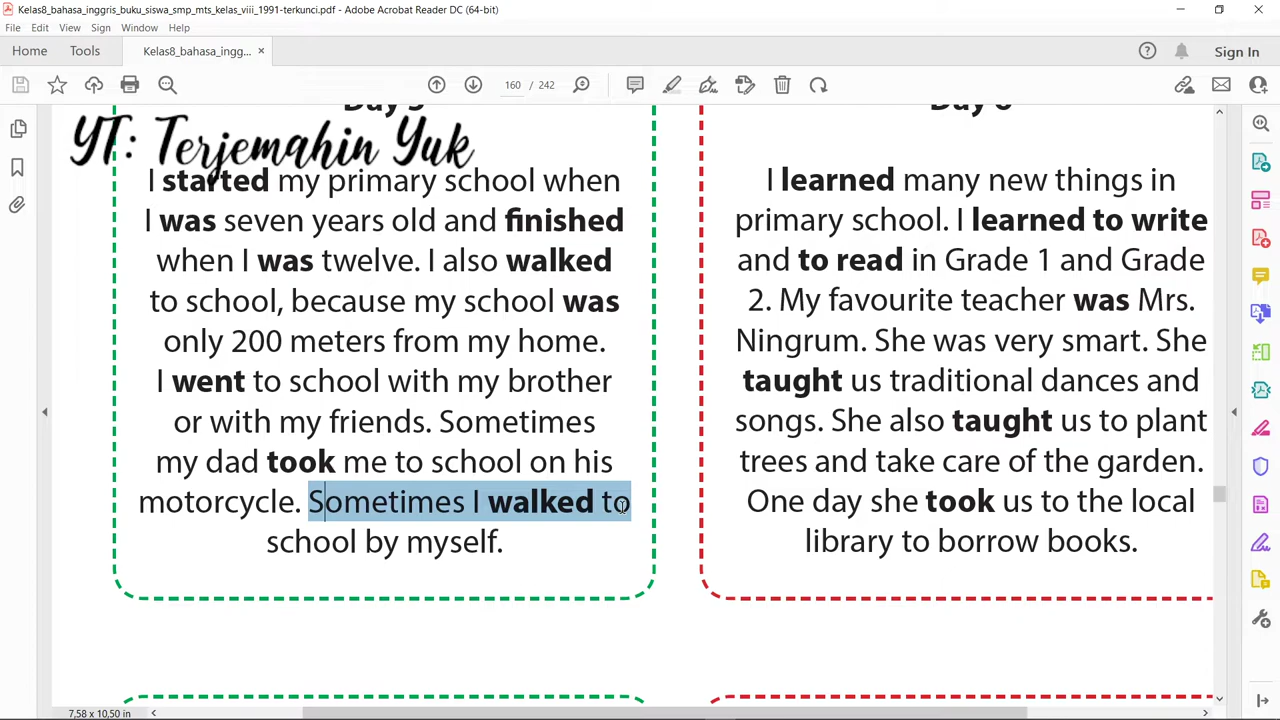 Kelas8_bahasa_inggris_buku_siswa_smp_mts_kelas_viii_1991-terkunci.pdf - Adobe Acrobat Reader DC (64-bit)
File Edit View Sign Window Help
Home Tools Kelas8_bahasa_ingg... × Sign In
160 / 242
YT: Terjemahin Yuk
I started my primary school when
I was seven years old and finished
when I was twelve. I also walked
to school, because my school was
only 200 meters from my home.
I went to school with my brother
or with my friends. Sometimes
my dad took me to school on his
motorcycle. Sometimes I walked to
school by myself.
I learned many new things in
primary school. I learned to write
and to read in Grade 1 and Grade
2. My favourite teacher was Mrs.
Ningrum. She was very smart. She
taught us traditional dances and
songs. She also taught us to plant
trees and take care of the garden.
One day she took us to the local
library to borrow books.
7,58 x 10,50 in